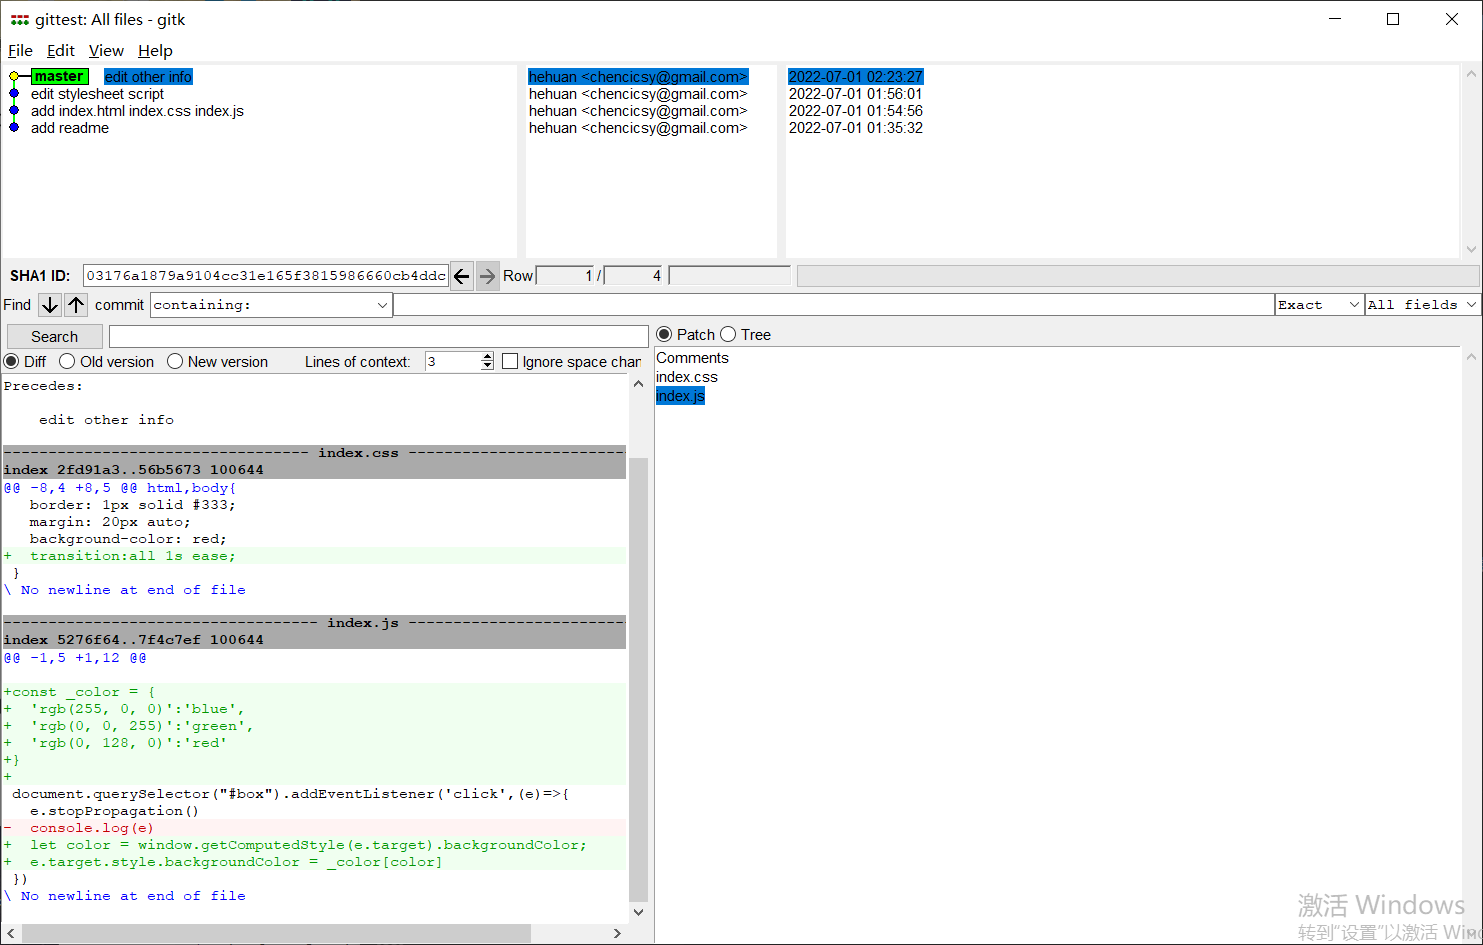 gittest: All files - gitk
File Edit View Help
master edit other info hehuan <chencicsy@gmail.com> 2022-07-01 02:23:27
edit stylesheet script hehuan <chencicsy@gmail.com> 2022-07-01 01:56:01
add index.html index.css index.js hehuan <chencicsy@gmail.com> 2022-07-01 01:54:56
add readme hehuan <chencicsy@gmail.com> 2022-07-01 01:35:32
SHA1 ID: 03176a1879a9104cc31e165f3815986660cb4ddc Row 1 / 4
Find commit containing: Exact All fields
Search Patch Tree
Diff Old version New version Lines of context: 3 Ignore space chan
Comments
index.css
index.js
Precedes:
edit other info
---------------------------------- index.css ------------------------
index 2fd91a3..56b5673 100644
@@ -8,4 +8,5 @@ html,body{
border: 1px solid #333;
margin: 20px auto;
background-color: red;
+  transition:all 1s ease;
}
\ No newline at end of file
----------------------------------- index.js ------------------------
index 5276f64..7f4c7ef 100644
@@ -1,5 +1,12 @@
+const _color = {
+  'rgb(255, 0, 0)':'blue',
+  'rgb(0, 0, 255)':'green',
+  'rgb(0, 128, 0)':'red'
+}
+
document.querySelector("#box").addEventListener('click',(e)=>{
e.stopPropagation()
-  console.log(e)
+  let color = window.getComputedStyle(e.target).backgroundColor;
+  e.target.style.backgroundColor = _color[color]
})
\ No newline at end of file
激活 Windows
转到"设置"以激活 Win